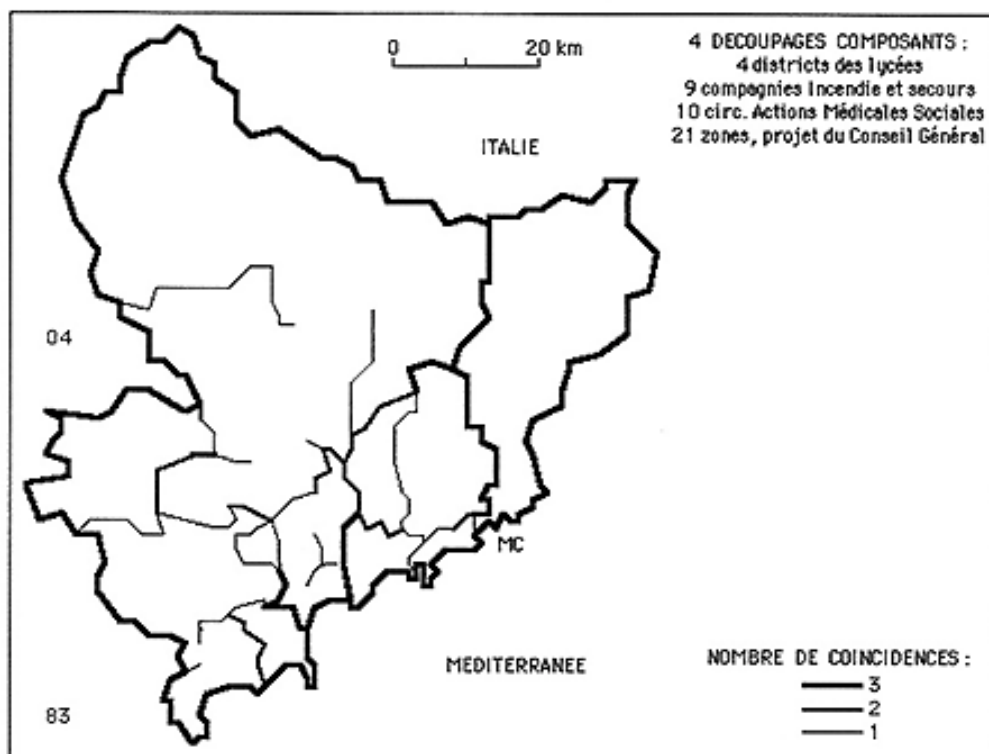 0 20 km
4 DECOUPAGES COMPOSANTS :
4 districts des lycées
9 compagnies Incendie et secours
10 circ. Actions Médicales Sociales
21 zones, projet du Conseil Général
ITALIE
04
MC
MEDITERRANEE
83
NOMBRE DE COINCIDENCES :
3
2
1